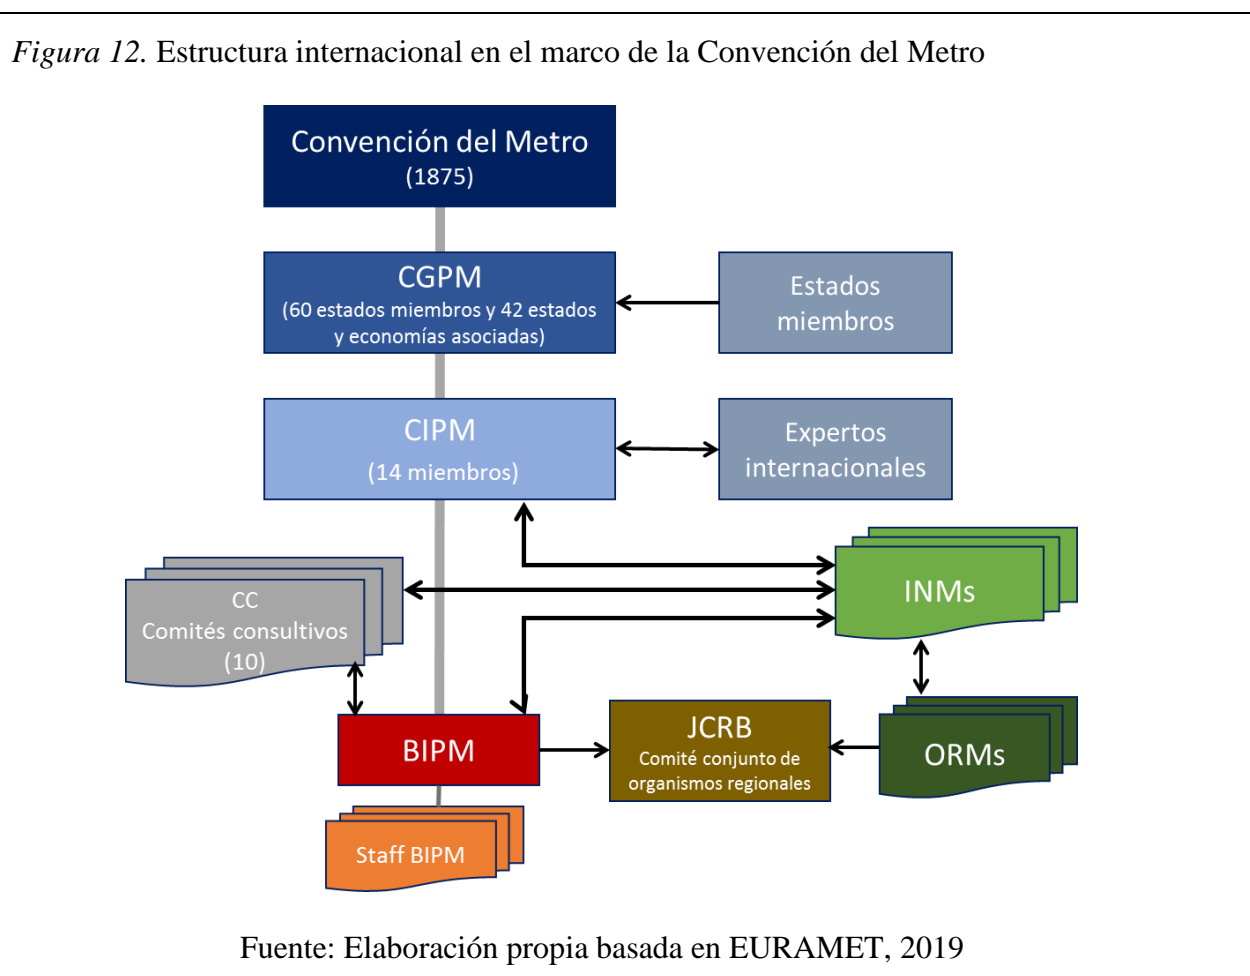 Figura 12. Estructura internacional en el marco de la Convención del Metro
Convención del Metro
(1875)
CGPM
(60 estados miembros y 42 estados
y economías asociadas)
Estados
miembros
CIPM
(14 miembros)
Expertos
internacionales
CC
Comités consultivos
(10)
INMs
BIPM
JCRB
Comité conjunto de
organismos regionales
ORMs
Staff BIPM
Fuente: Elaboración propia basada en EURAMET, 2019